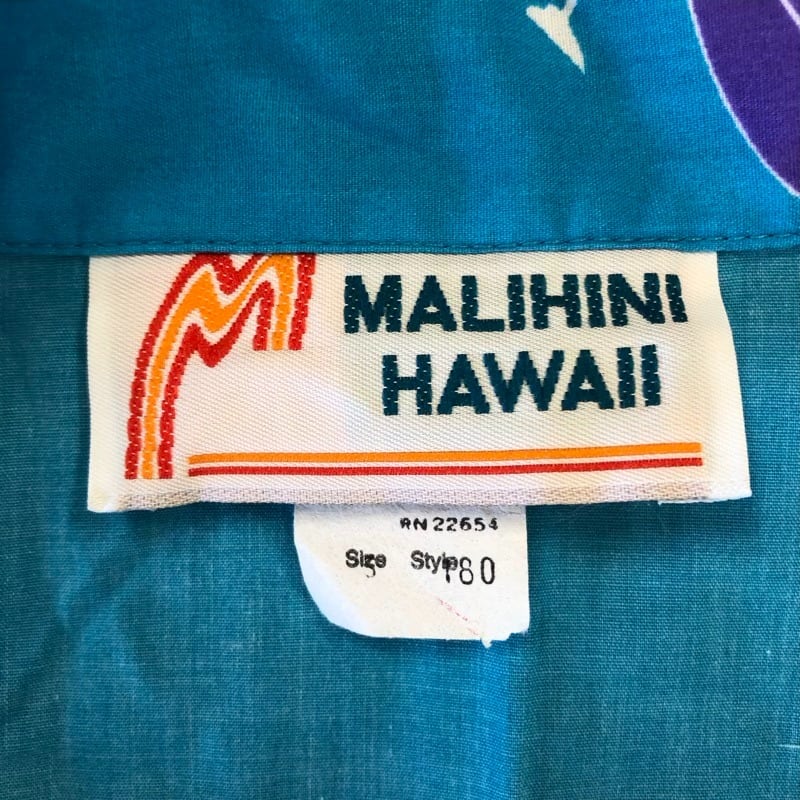 M
MALIHINI
HAWAII
RN 22654
Size S Style 180